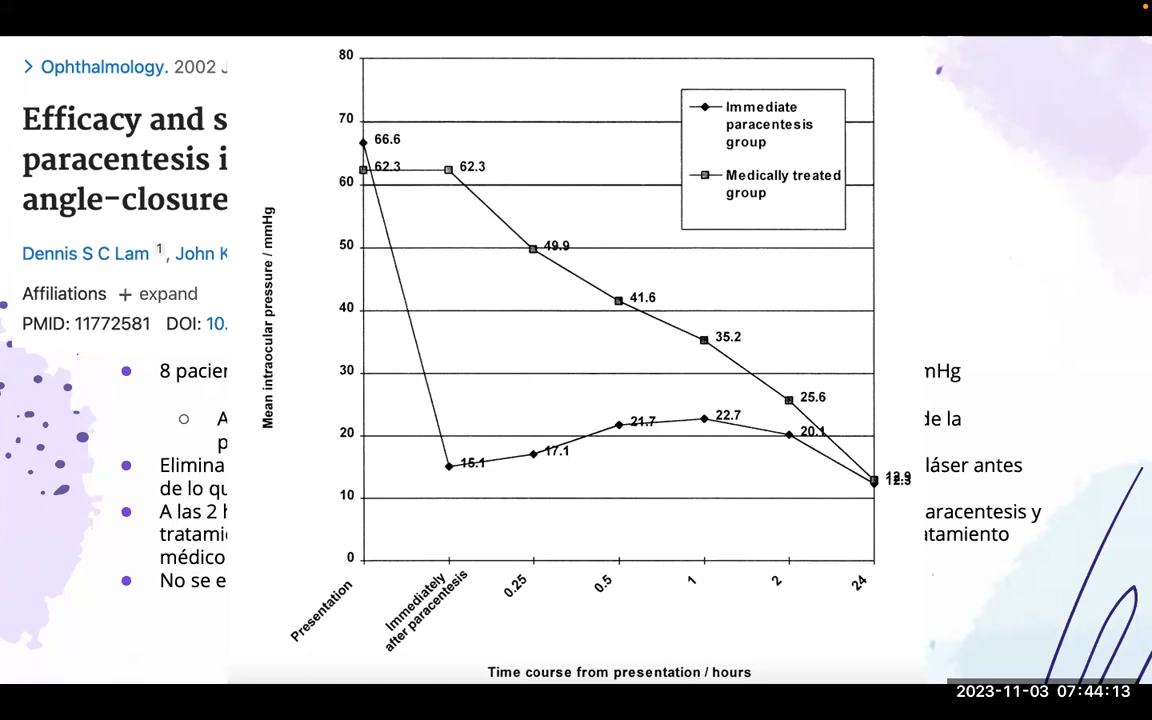 > Ophthalmology. 2002 J
Efficacy and s
paracentesis i
angle-closure
Dennis S C Lam 1, John K
Affiliations + expand
PMID: 11772581 DOI: 10.
8 pacien
A
p
Elimina
de lo qu
A las 2 h
tratami
médico
No se e
mHg
de la
láser antes
aracentesis y
atamiento
80
70
60
50
40
30
20
10
0
Mean intraocular pressure / mmHg
Immediate
paracentesis
group
Medically treated
group
66.6
62.3
62.3
49.9
41.6
35.2
25.6
15.1
17.1
21.7
22.7
20.1
12.9
12.3
Presentation
Immediately
after paracentesis
0.25
0.5
1
2
24
Time course from presentation / hours
2023-11-03 07:44:13